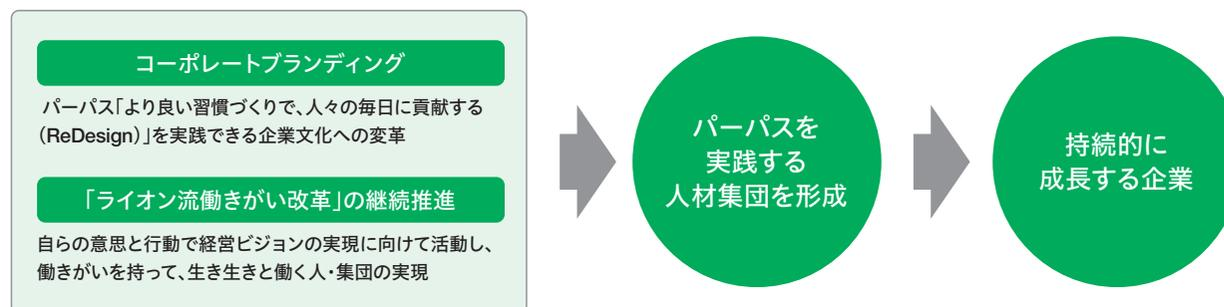 コーポレートブランディング
パーパス「より良い習慣づくりで、人々の毎日に貢献する
（ReDesign）」を実践できる企業文化への変革
「ライオン流働きがい改革」の継続推進
自らの意思と行動で経営ビジョンの実現に向けて活動し、
働きがいを持って、生き生きと働く人・集団の実現
パーパスを
実践する
人材集団を形成
持続的に
成長する企業